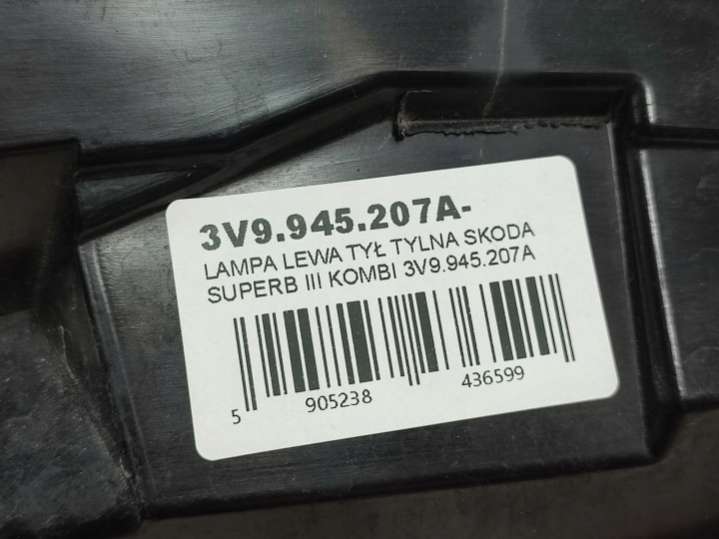 3V9.945.207A-
LAMPA LEWA TYŁ TYLNA SKODA
SUPERB III KOMBI 3V9.945.207A
5 905238 436599